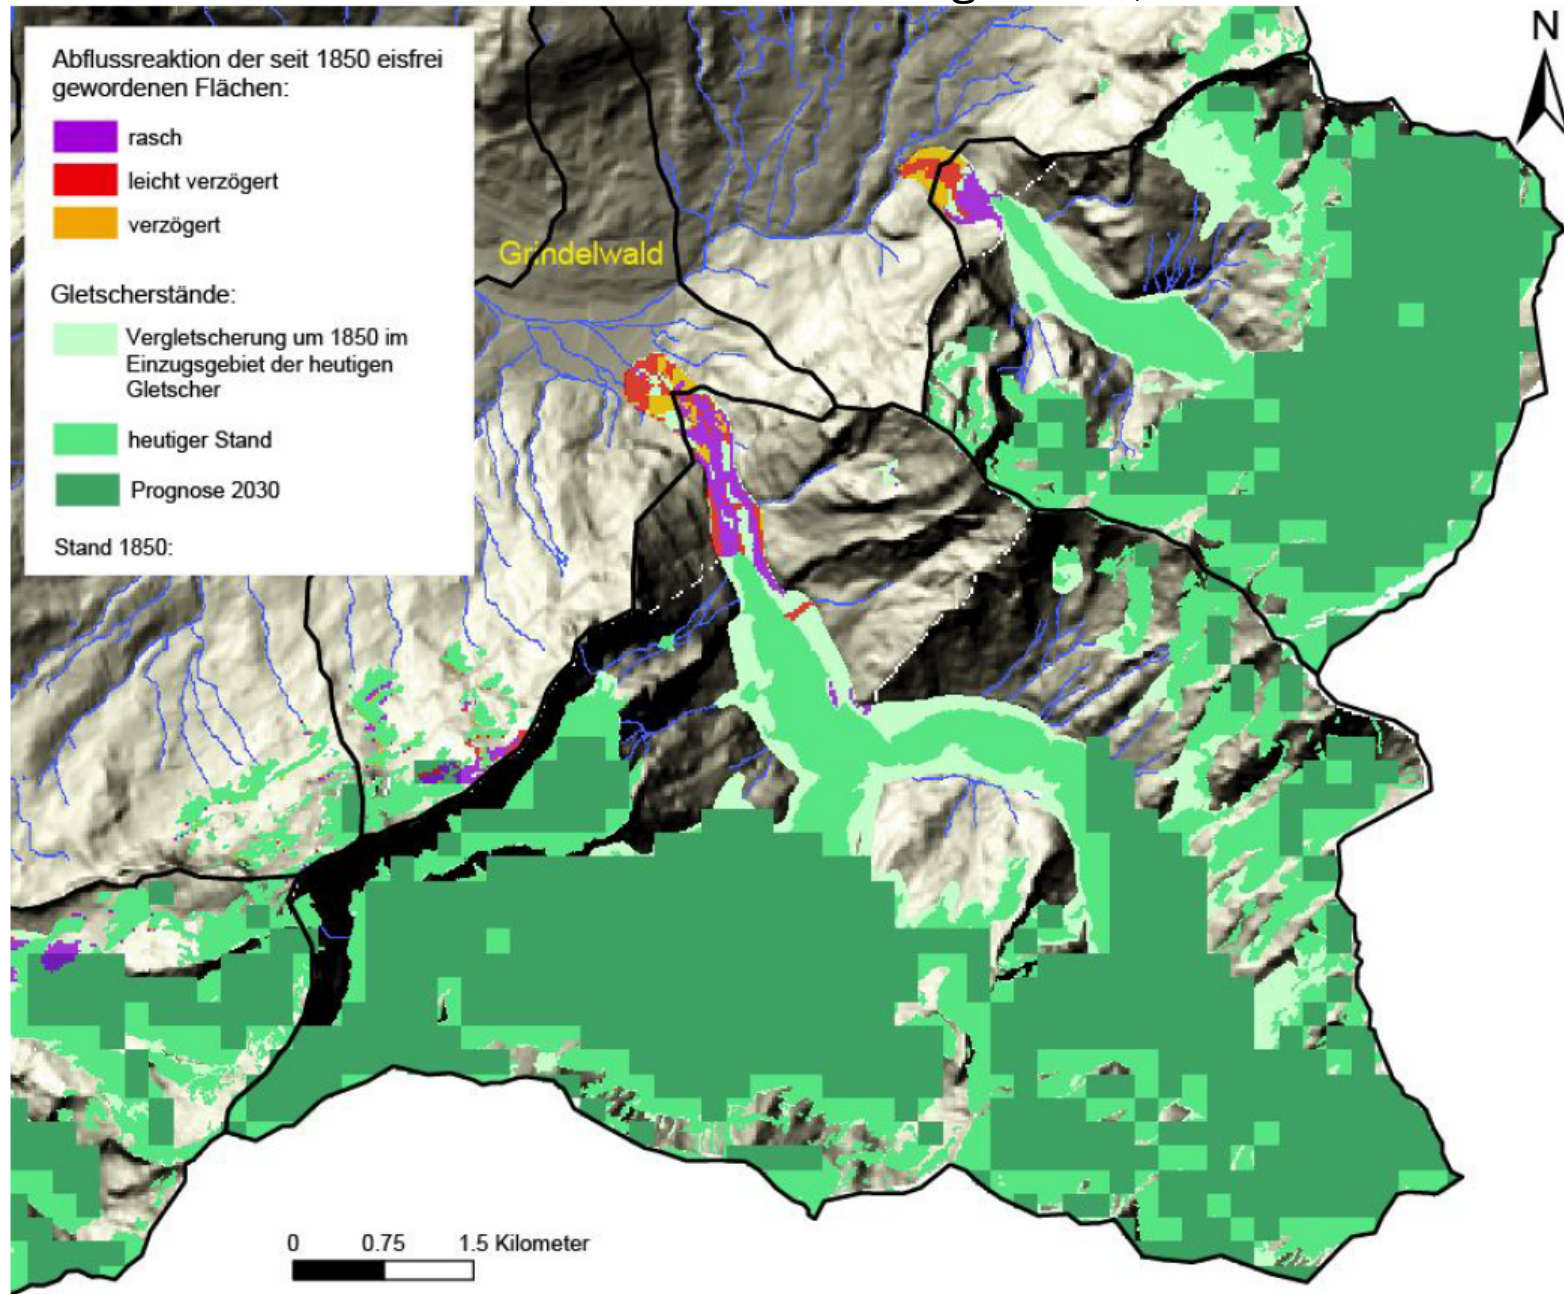 Abflussreaktion der seit 1850 eisfrei
gewordenen Flächen:
rasch
leicht verzögert
verzögert
Gletscherstände:
Vergletscherung um 1850 im
Einzugsgebiet der heutigen
Gletscher
heutiger Stand
Prognose 2030
Stand 1850:
N
Grindelwald
0 0.75 1.5 Kilometer